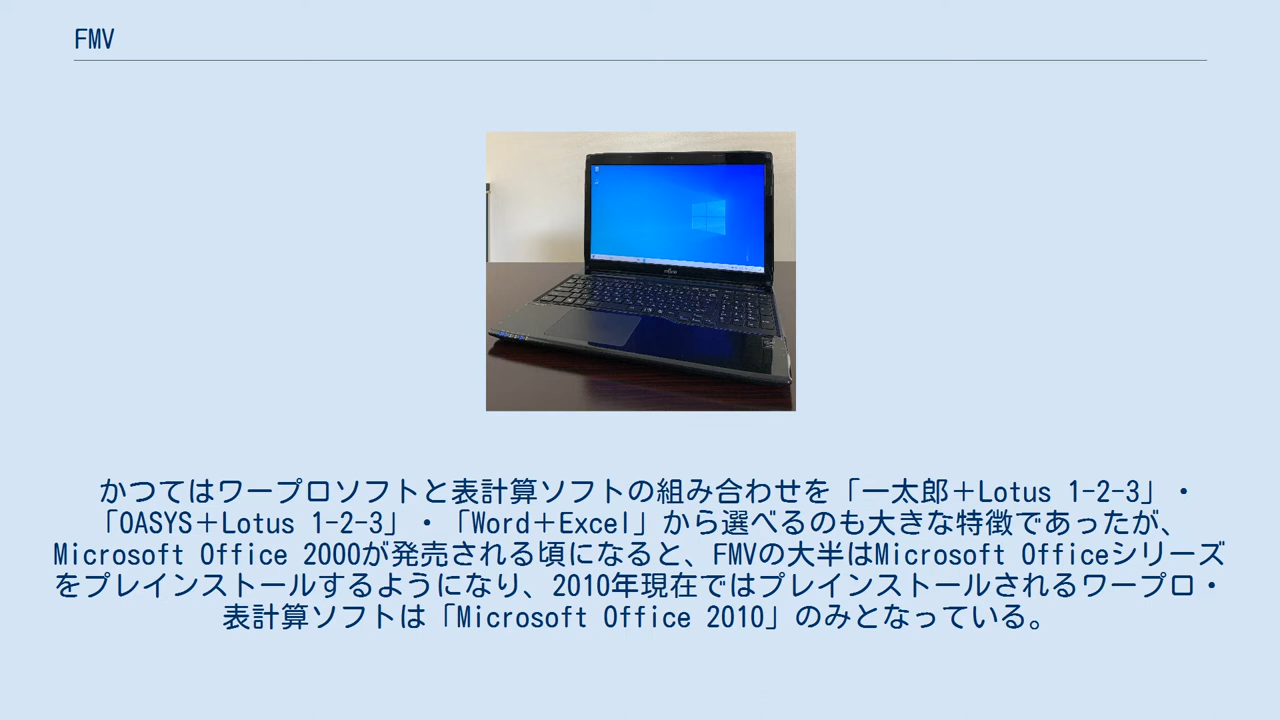 FMV
かつてはワープロソフトと表計算ソフトの組み合わせを「一太郎＋Lotus 1-2-3」・
「OASYS＋Lotus 1-2-3」・「Word＋Excel」から選べるのも大きな特徴であったが、
Microsoft Office 2000が発売される頃になると、FMVの大半はMicrosoft Officeシリーズ
をプレインストールするようになり、2010年現在ではプレインストールされるワープロ・
表計算ソフトは「Microsoft Office 2010」のみとなっている。